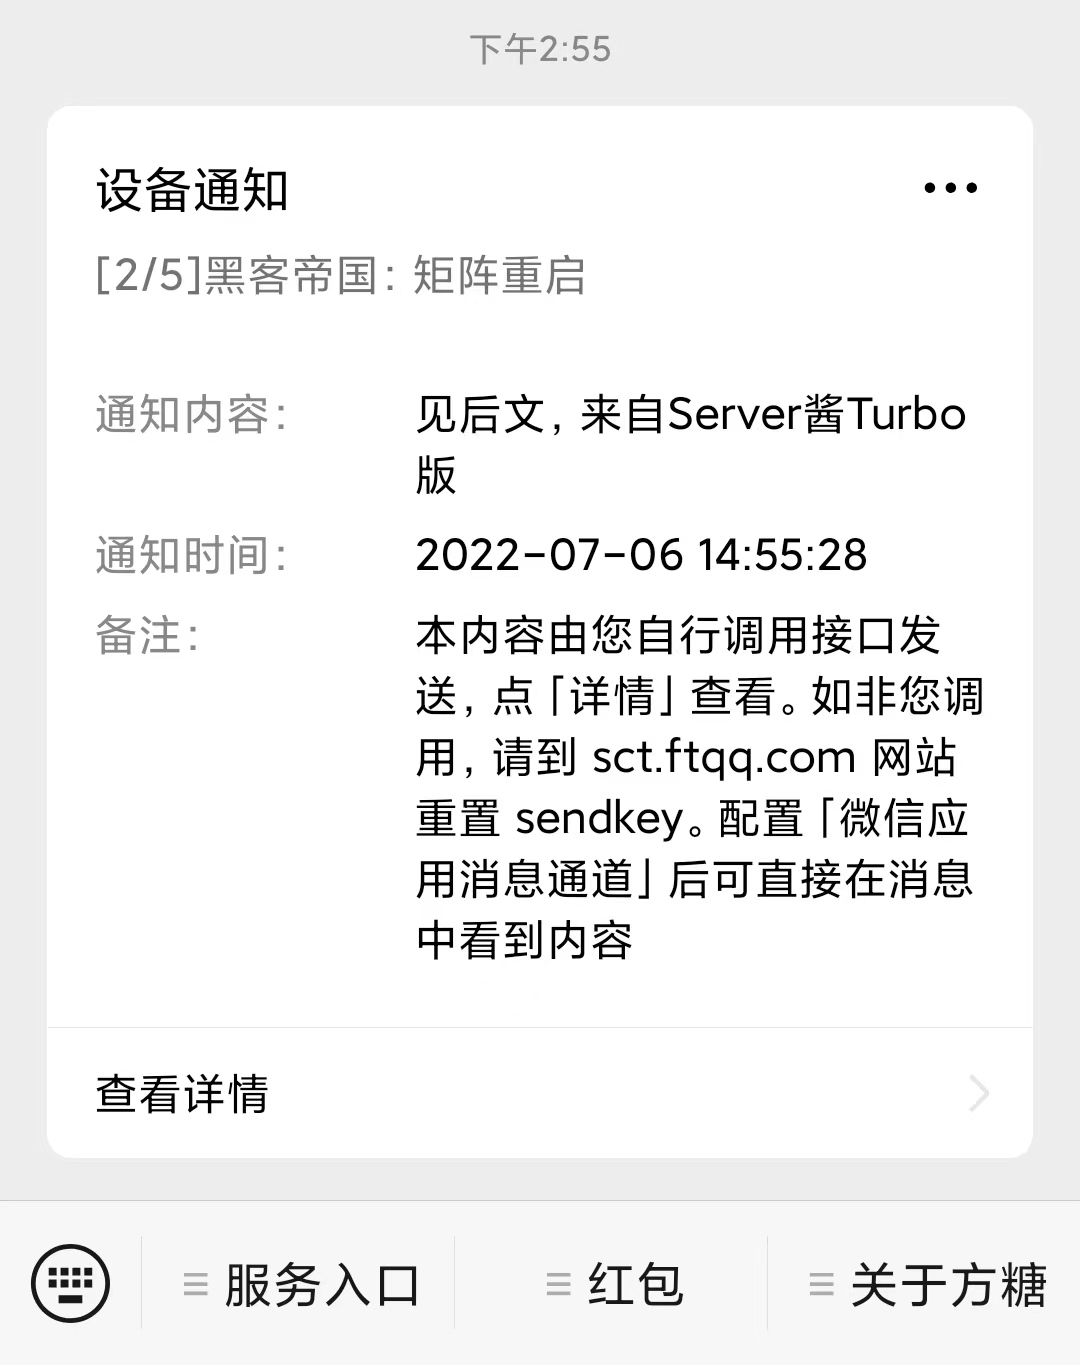 下午2:55
设备通知
[2/5]黑客帝国：矩阵重启
通知内容： 见后文，来自Server酱Turbo
版
通知时间： 2022-07-06 14:55:28
备注： 本内容由您自行调用接口发
送，点「详情」查看。如非您调
用，请到 sct.ftqq.com 网站
重置 sendkey。配置「微信应
用消息通道」后可直接在消息
中看到内容
查看详情
服务入口 红包 关于方糖